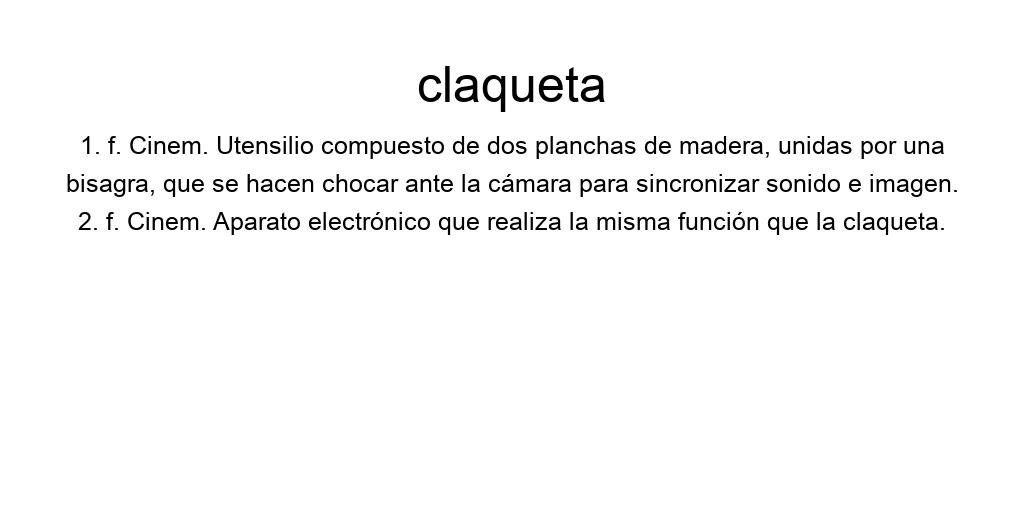 claqueta
1. f. Cinem. Utensilio compuesto de dos planchas de madera, unidas por una
bisagra, que se hacen chocar ante la cámara para sincronizar sonido e imagen.
2. f. Cinem. Aparato electrónico que realiza la misma función que la claqueta.